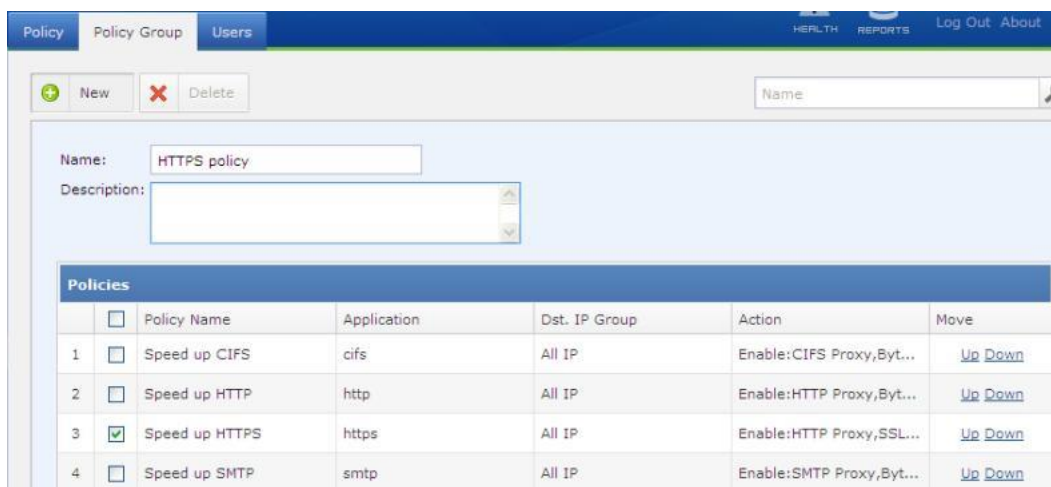 Policy Policy Group Users HEALTH REPORTS Log Out About
New Delete Name
Name: HTTPS policy
Description:
Policies
Policy Name Application Dst. IP Group Action Move
1 Speed up CIFS cifs All IP Enable:CIFS Proxy,Byt... Up Down
2 Speed up HTTP http All IP Enable:HTTP Proxy,Byt... Up Down
3 Speed up HTTPS https All IP Enable:HTTP Proxy,SSL... Up Down
4 Speed up SMTP smtp All IP Enable:SMTP Proxy,Byt... Up Down